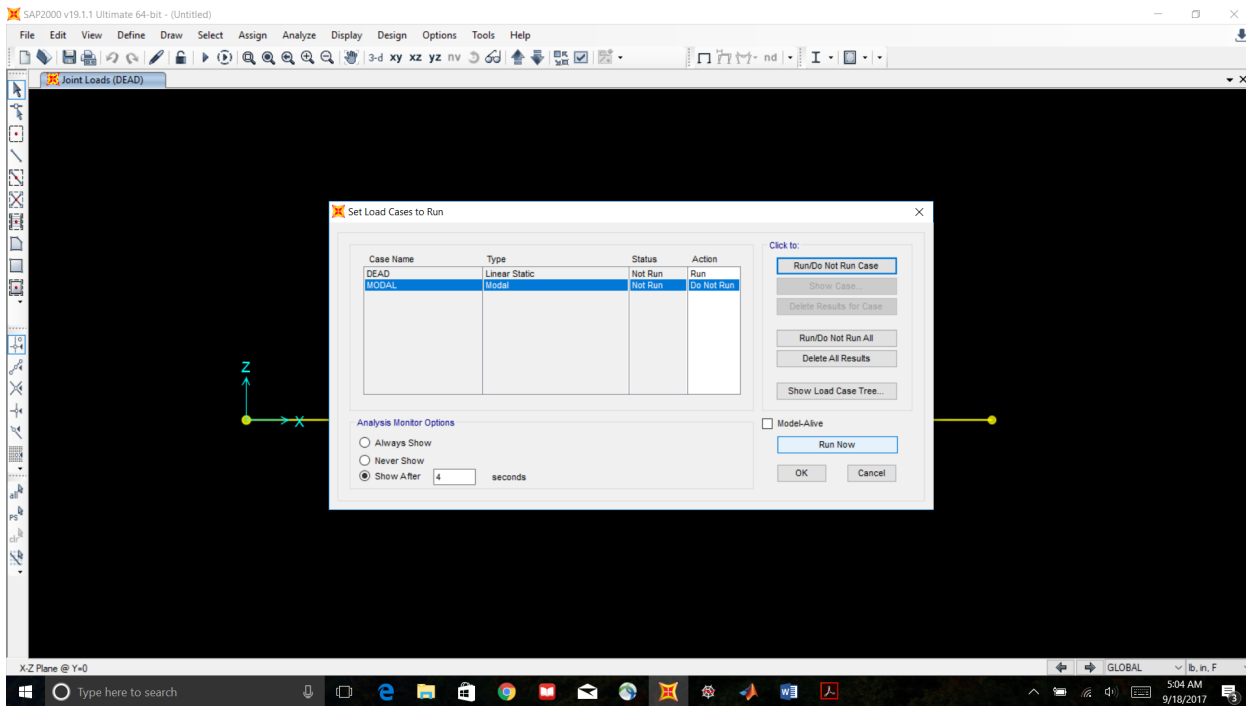 SAP2000 v19.1.1 Ultimate 64-bit - (Untitled)
File Edit View Define Draw Select Assign Analyze Display Design Options Tools Help
3-d xy xz yz nv nd
Joint Loads (DEAD)
Set Load Cases to Run
Click to:
Case Name Type Status Action
DEAD Linear Static Not Run Run
MODAL Modal Not Run Do Not Run
Run/Do Not Run Case
Show Case...
Delete Results for Case
Run/Do Not Run All
Delete All Results
Show Load Case Tree...
Z
X
Analysis Monitor Options
Always Show
Never Show
Show After 4 seconds
Model-Alive
Run Now
OK Cancel
all
PS
clr
X-Z Plane @ Y=0 GLOBAL lb, in, F
Type here to search
5:04 AM
9/18/2017
3